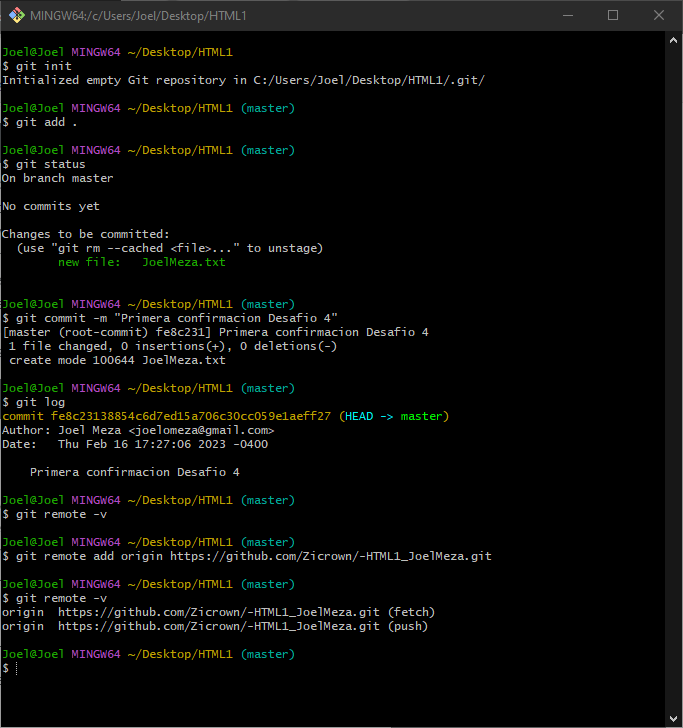 MINGW64:/c/Users/Joel/Desktop/HTML1
Joel@Joel MINGW64 ~/Desktop/HTML1
$ git init
Initialized empty Git repository in C:/Users/Joel/Desktop/HTML1/.git/
Joel@Joel MINGW64 ~/Desktop/HTML1 (master)
$ git add .
Joel@Joel MINGW64 ~/Desktop/HTML1 (master)
$ git status
On branch master
No commits yet
Changes to be committed:
  (use "git rm --cached <file>..." to unstage)
        new file:   JoelMeza.txt
Joel@Joel MINGW64 ~/Desktop/HTML1 (master)
$ git commit -m "Primera confirmacion Desafio 4"
[master (root-commit) fe8c231] Primera confirmacion Desafio 4
 1 file changed, 0 insertions(+), 0 deletions(-)
 create mode 100644 JoelMeza.txt
Joel@Joel MINGW64 ~/Desktop/HTML1 (master)
$ git log
commit fe8c23138854c6d7ed15a706c30cc059e1aeff27 (HEAD -> master)
Author: Joel Meza <joelomeza@gmail.com>
Date:   Thu Feb 16 17:27:06 2023 -0400
    Primera confirmacion Desafio 4
Joel@Joel MINGW64 ~/Desktop/HTML1 (master)
$ git remote -v
Joel@Joel MINGW64 ~/Desktop/HTML1 (master)
$ git remote add origin https://github.com/Zicrown/-HTML1_JoelMeza.git
Joel@Joel MINGW64 ~/Desktop/HTML1 (master)
$ git remote -v
origin  https://github.com/Zicrown/-HTML1_JoelMeza.git (fetch)
origin  https://github.com/Zicrown/-HTML1_JoelMeza.git (push)
Joel@Joel MINGW64 ~/Desktop/HTML1 (master)
$